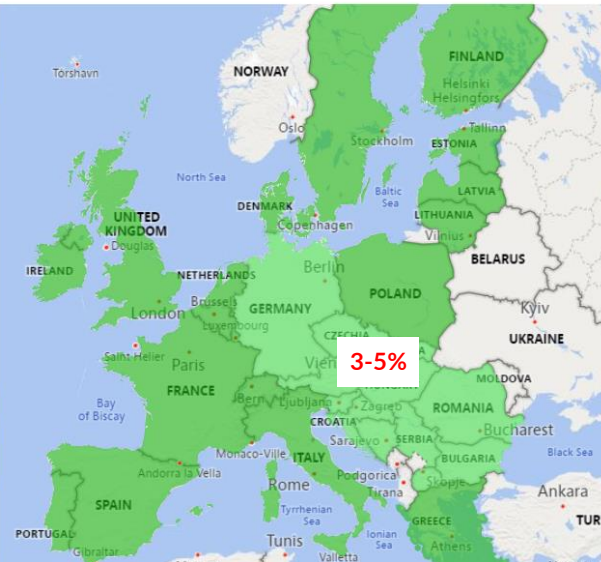 Torshavn
NORWAY
FINLAND
Helsinki
Helsingfors
Oslo
Stockholm
Tallinn
ESTONIA
North Sea
Baltic
Sea
LATVIA
DENMARK
Copenhagen
LITHUANIA
Vilnius
UNITED
KINGDOM
Douglas
IRELAND
BELARUS
NETHERLANDS
Berlin
POLAND
London
Brussels
GERMANY
Kyiv
Luxembourg
UKRAINE
CZECHIA
Saint Helier
Paris
Vien
3-5%
MOLDOVA
FRANCE
Bern
Ljubljana
Zagreb
ROMANIA
Bay
of Biscay
CROATIA
Bucharest
Monaco-Ville
ITALY
Sarajevo
SERBIA
Black Sea
Andorra la Vella
BULGARIA
Rome
Podgorica
Skopje
Tirana
Ankara
SPAIN
Tyrrhenian
Sea
GREECE
TUR
PORTUGAL
Gibraltar
Tunis
Ionian
Sea
Athens
Valletta